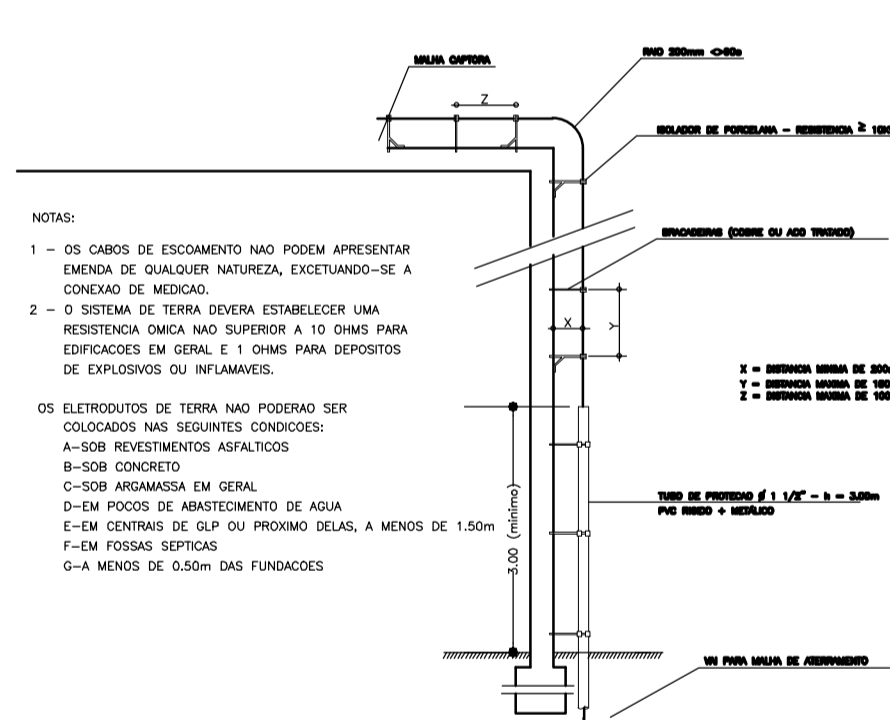 MALHA CAPTORA
RAIO 200mm
Z
ISOLADOR DE PORCELANA – RESISTENCIA ≥
NOTAS:
1 – OS CABOS DE ESCOAMENTO NAO PODEM APRESENTAR
EMENDA DE QUALQUER NATUREZA, EXCETUANDO–SE A
CONEXAO DE MEDICAO.
2 – O SISTEMA DE TERRA DEVERA ESTABELECER UMA
RESISTENCIA OMICA NAO SUPERIOR A 10 OHMS PARA
EDIFICACOES EM GERAL E 1 OHMS PARA DEPOSITOS
DE EXPLOSIVOS OU INFLAMAVEIS.
OS ELETRODUTOS DE TERRA NAO PODERAO SER
COLOCADOS NAS SEGUINTES CONDICOES:
A–SOB REVESTIMENTOS ASFALTICOS
B–SOB CONCRETO
C–SOB ARGAMASSA EM GERAL
D–EM POCOS DE ABASTECIMENTO DE AGUA
E–EM CENTRAIS DE GLP OU PROXIMO DELAS, A MENOS DE 1.50m
F–EM FOSSAS SEPTICAS
G–A MENOS DE 0.50m DAS FUNDACOES
BRACADEIRAS (COBRE OU ACO TRATADO)
X
Y
X = DISTANCIA MINIMA DE
Y = DISTANCIA MAXIMA DE
Z = DISTANCIA MAXIMA DE
3.00 (minimo)
TUBO DE PROTECAO ø 1 1/2" – h = 3.00m
PVC RIGIDO + METÁLICO
VAI PARA MALHA DE ATERRAMENTO